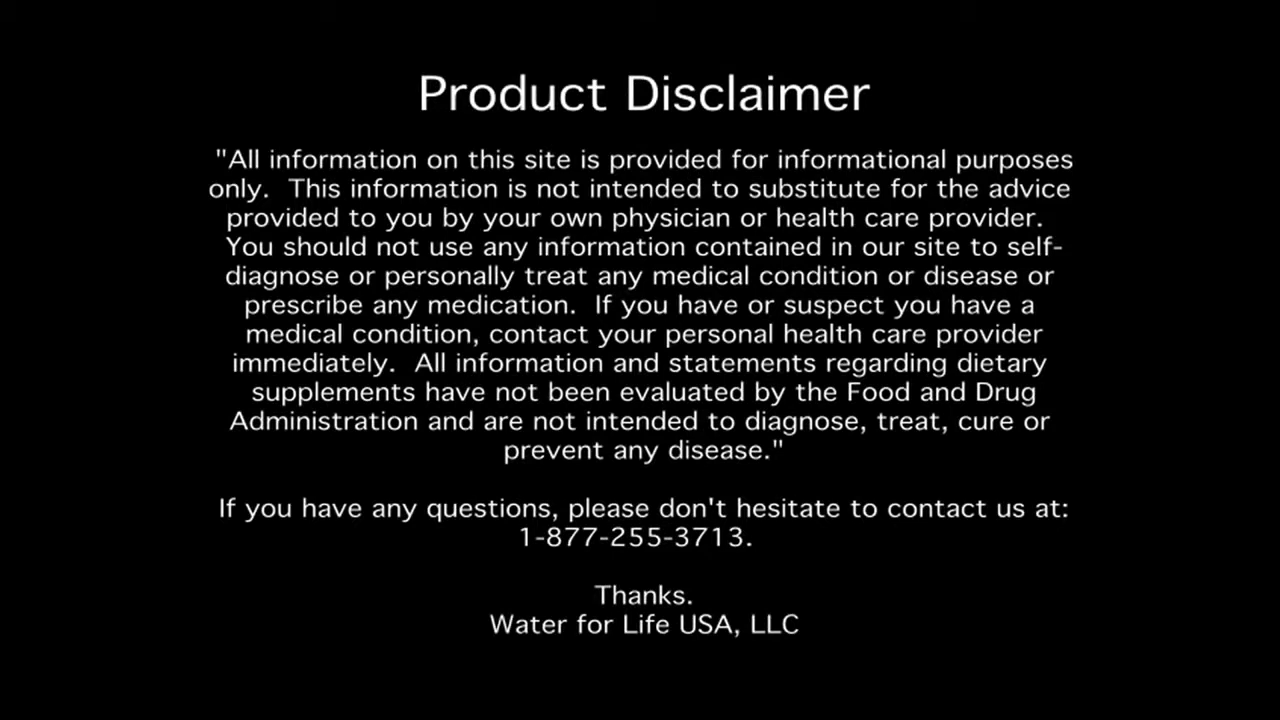 Product Disclaimer
"All information on this site is provided for informational purposes
only.  This information is not intended to substitute for the advice
provided to you by your own physician or health care provider.
You should not use any information contained in our site to self-
diagnose or personally treat any medical condition or disease or
prescribe any medication.  If you have or suspect you have a
medical condition, contact your personal health care provider
immediately.  All information and statements regarding dietary
supplements have not been evaluated by the Food and Drug
Administration and are not intended to diagnose, treat, cure or
prevent any disease."
If you have any questions, please don't hesitate to contact us at:
1-877-255-3713.
Thanks.
Water for Life USA, LLC